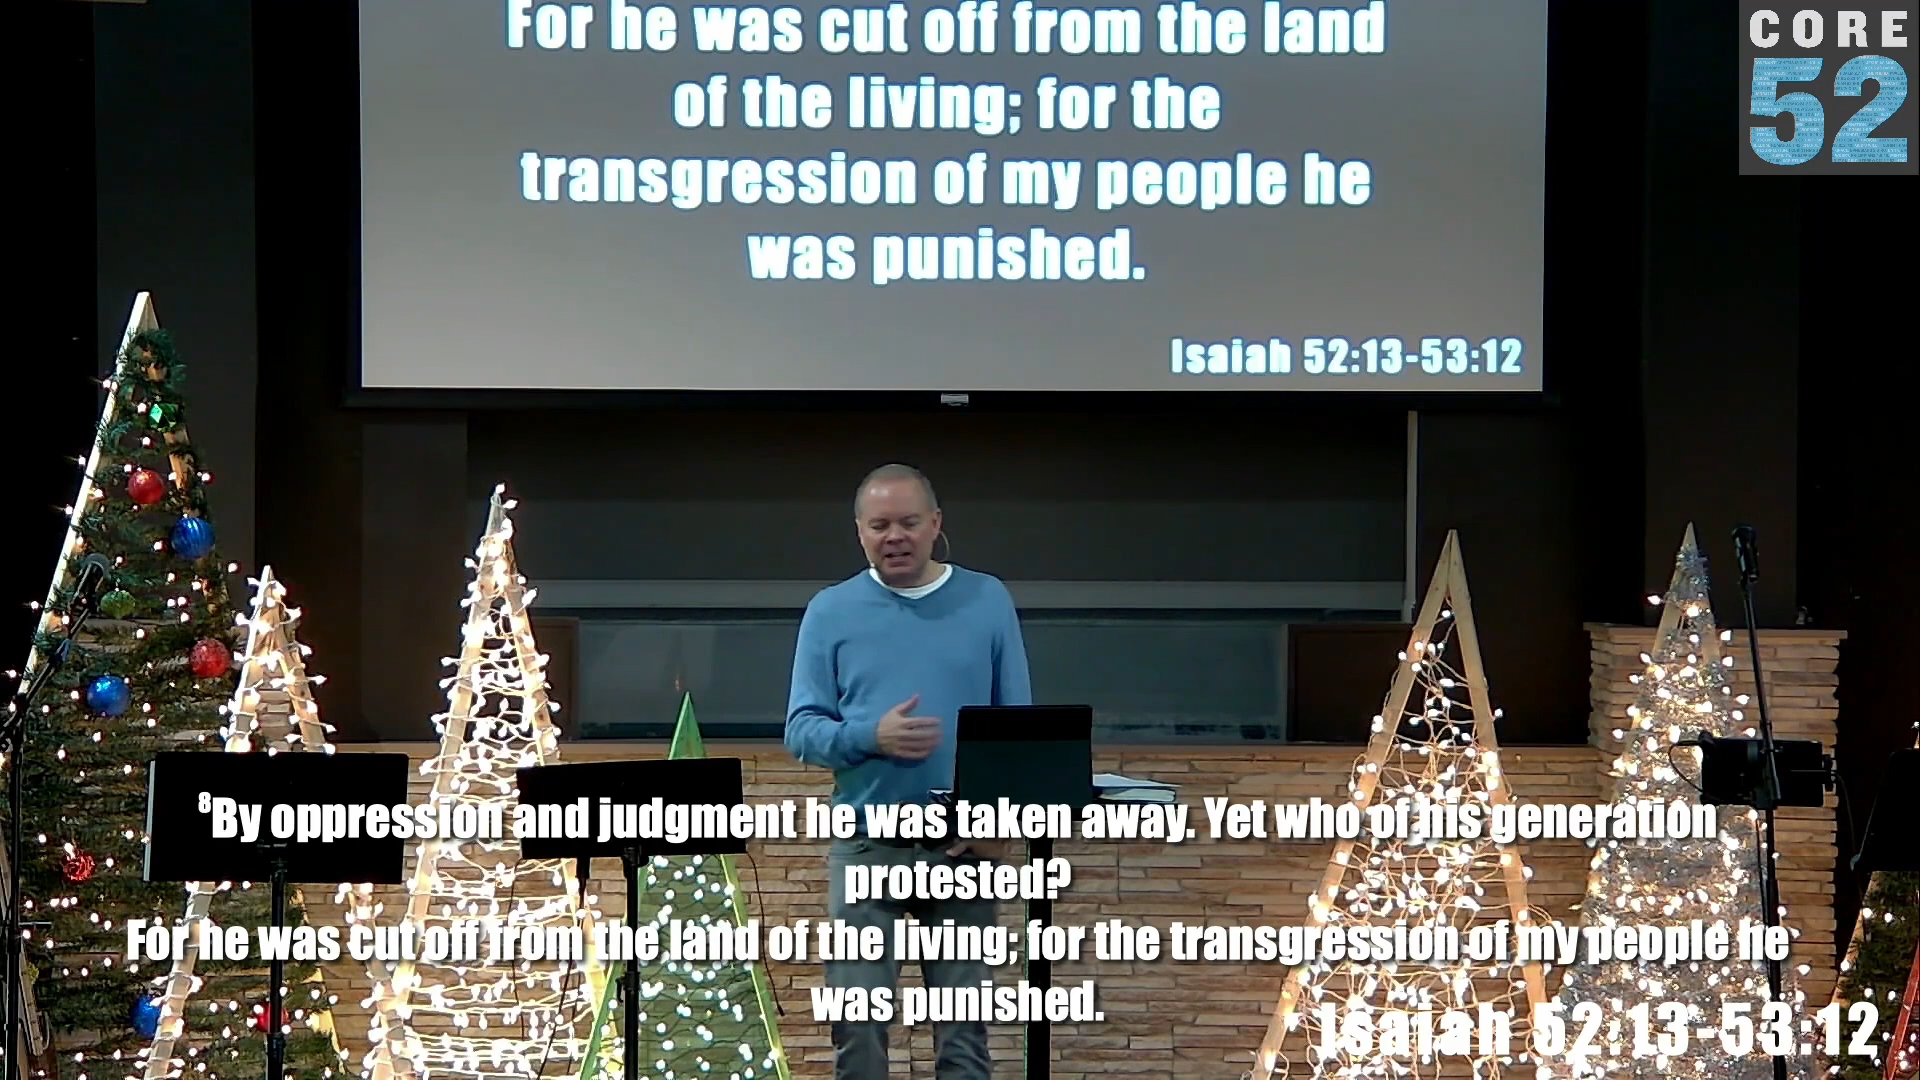 For he was cut off from the land
of the living; for the
transgression of my people he
was punished.
Isaiah 52:13-53:12
CORE
52
⁸By oppression and judgment he was taken away. Yet who of his generation
protested?
For he was cut off from the land of the living; for the transgression of my people he
was punished.
Isaiah 52:13-53:12